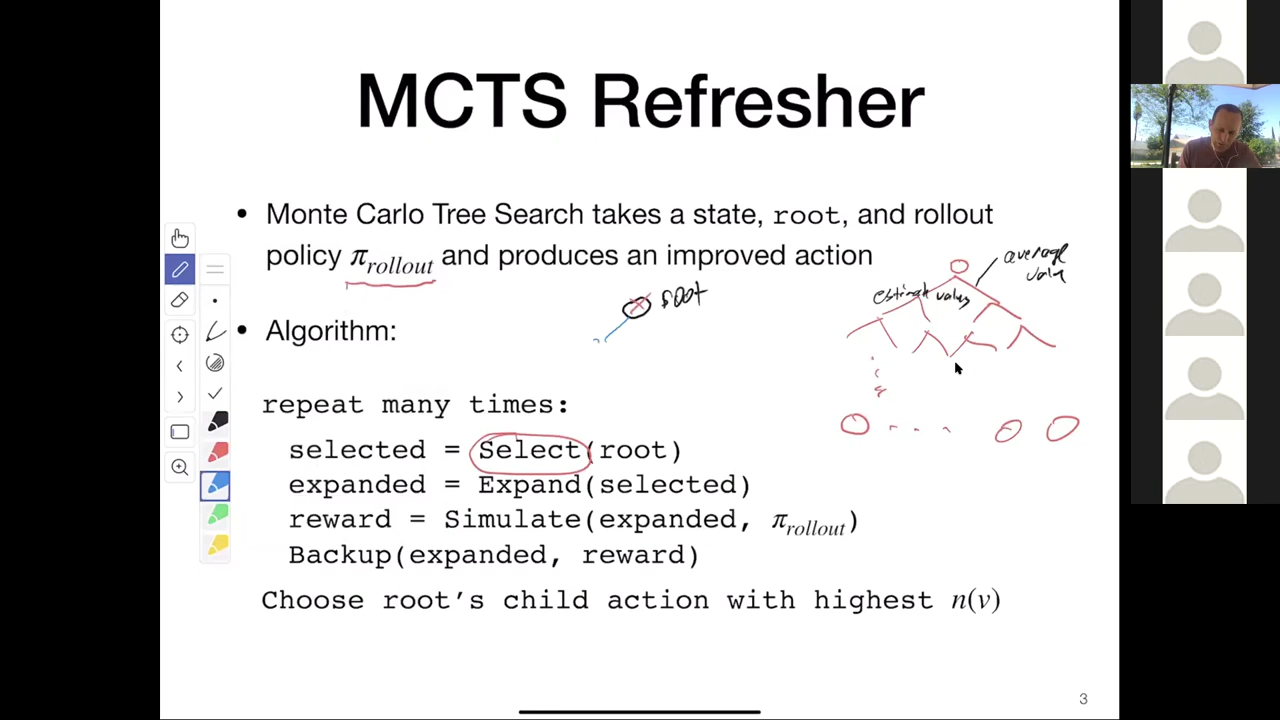 MCTS Refresher
• Monte Carlo Tree Search takes a state, root, and rollout
policy π_rollout and produces an improved action
average
value
estimate values
root
• Algorithm:
repeat many times:
selected = Select(root)
expanded = Expand(selected)
reward = Simulate(expanded, π_rollout)
Backup(expanded, reward)
Choose root's child action with highest n(v)
3